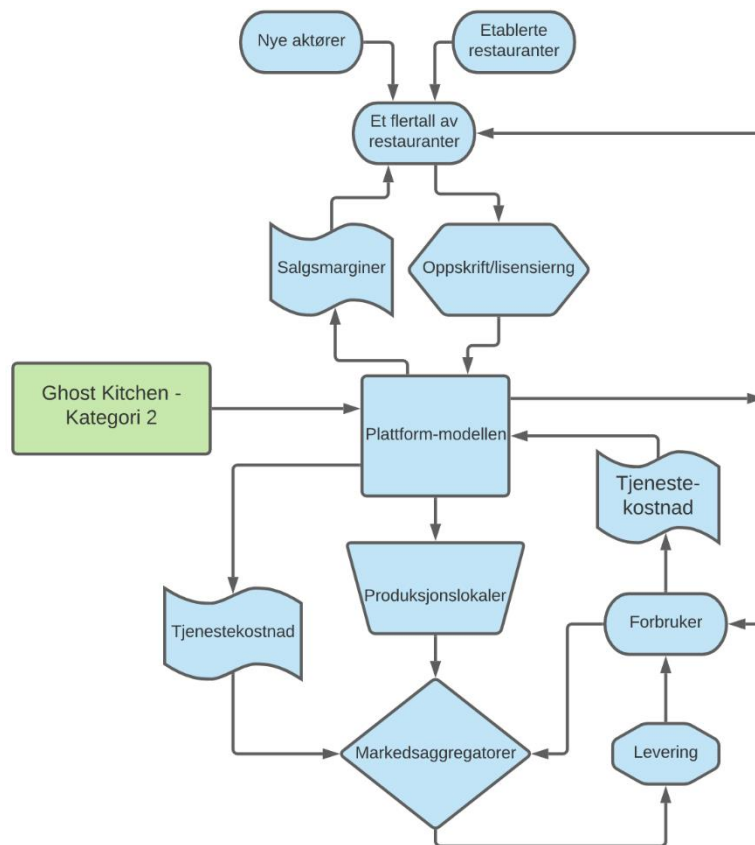 Nye aktører
Etablerte
restauranter
Et flertall av
restauranter
Salgsmarginer
Oppskrift/lisensierng
Ghost Kitchen -
Kategori 2
Plattform-modellen
Tjeneste-
kostnad
Produksjonslokaler
Tjenestekostnad
Forbruker
Markedsaggregatorer
Levering